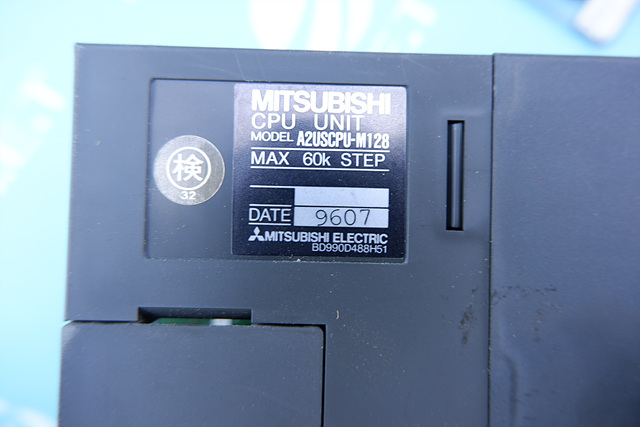 MITSUBISHI
CPU UNIT
MODEL A2USCPU-M128
MAX 60k STEP
DATE 9607
MITSUBISHI ELECTRIC
BD990D488H51
検
32